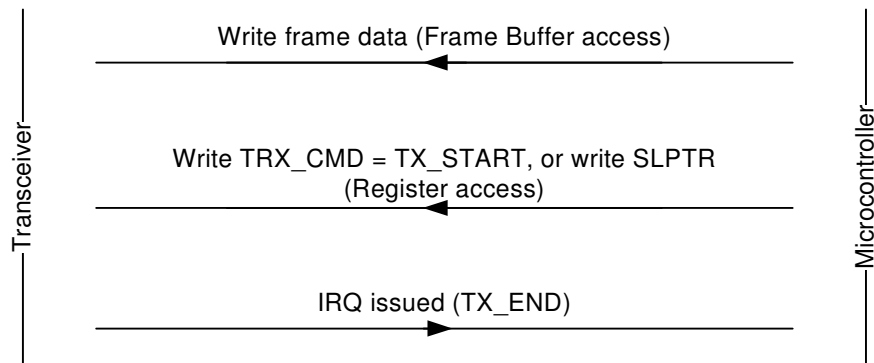 Write frame data (Frame Buffer access)
Transceiver
Microcontroller
Write TRX_CMD = TX_START, or write SLPTR
(Register access)
IRQ issued (TX_END)